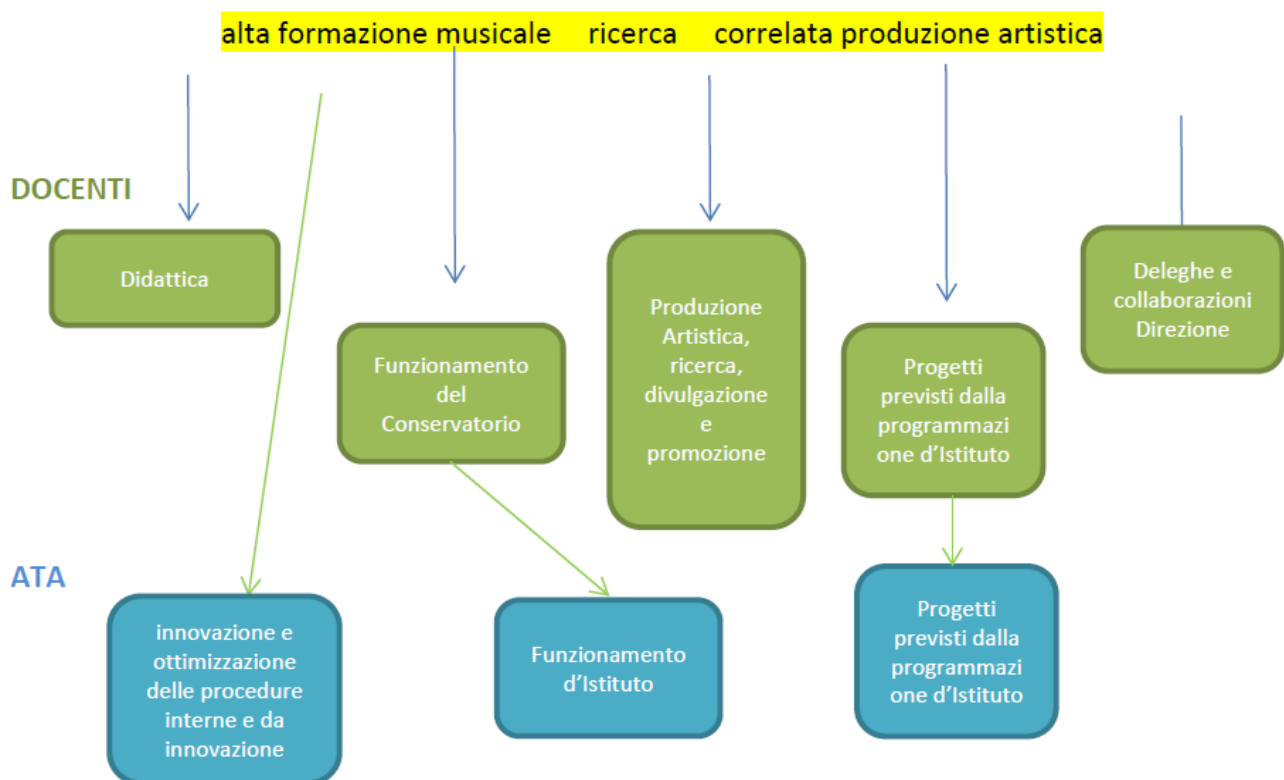 alta formazione musicale ricerca correlata produzione artistica
DOCENTI
Didattica
Funzionamento
del
Conservatorio
Produzione
Artistica,
ricerca,
divulgazione
e
promozione
Progetti
previsti dalla
programmazi
one d’Istituto
Deleghe e
collaborazioni
Direzione
ATA
innovazione e
ottimizzazione
delle procedure
interne e da
innovazione
Funzionamento
d’Istituto
Progetti
previsti dalla
programmazi
one d’Istituto